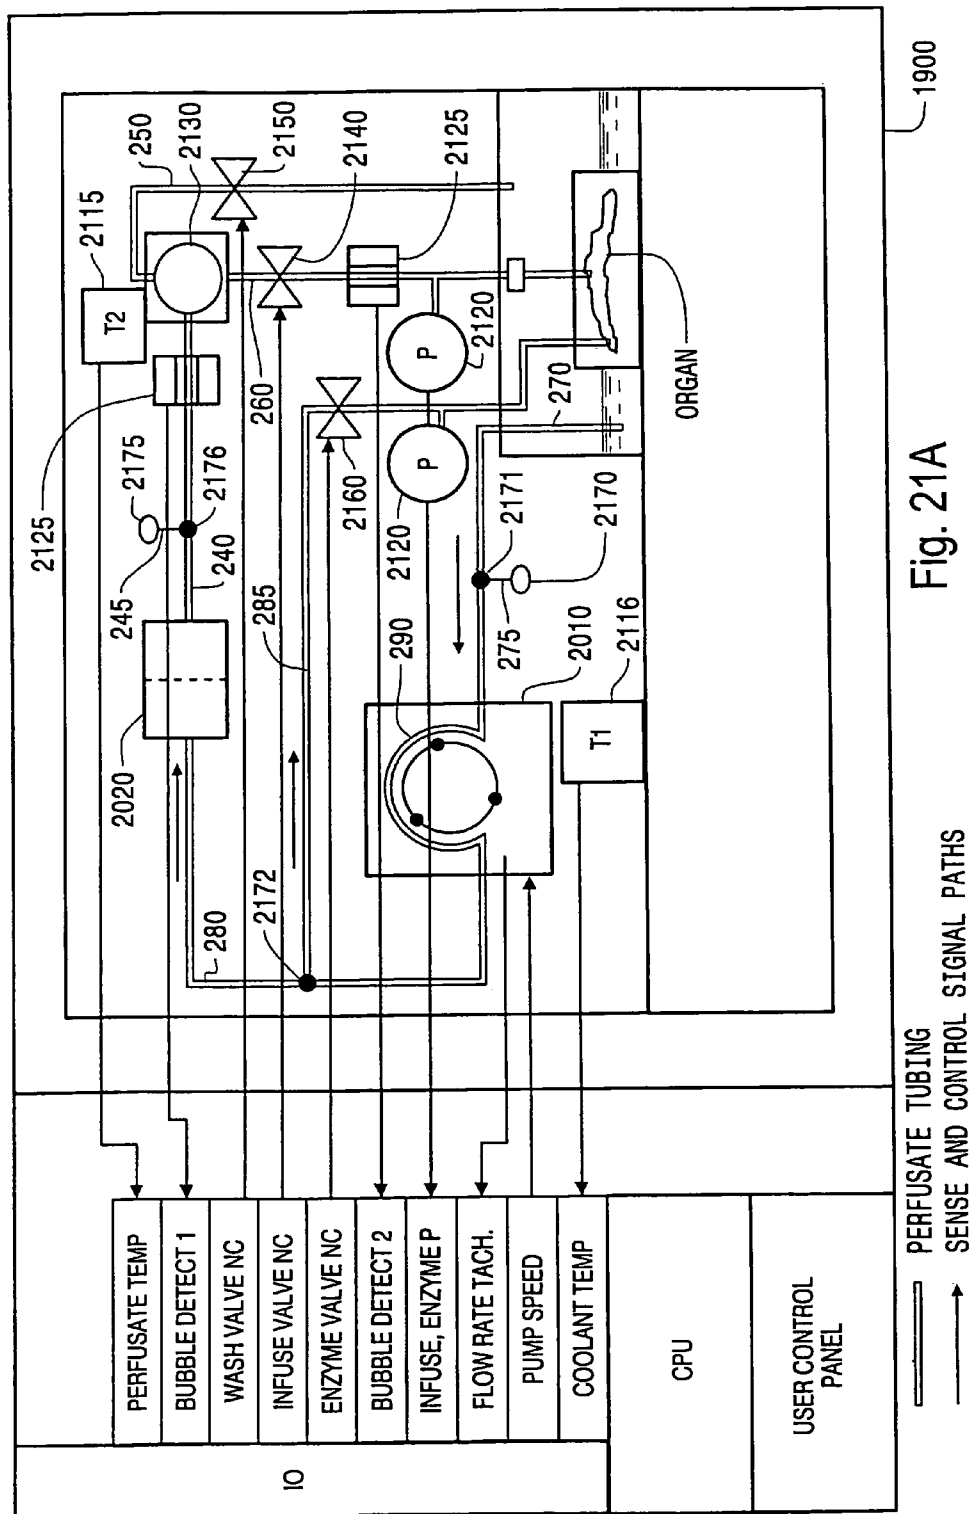 IO
PERFUSATE TEMP
BUBBLE DETECT 1
WASH VALVE NC
INFUSE VALVE NC
ENZYME VALVE NC
BUBBLE DETECT 2
INFUSE, ENZYME P
FLOW RATE TACH.
PUMP SPEED
COOLANT TEMP
CPU
USER CONTROL
PANEL
2115
250
2130
2150
2140
2125
T2
2125
2175
2176
245
240
2020
280
2172
285
260
2160
P
2120
P
2120
270
ORGAN
2171
2170
275
290
2010
2116
T1
1900
PERFUSATE TUBING
SENSE AND CONTROL SIGNAL PATHS
Fig. 21A